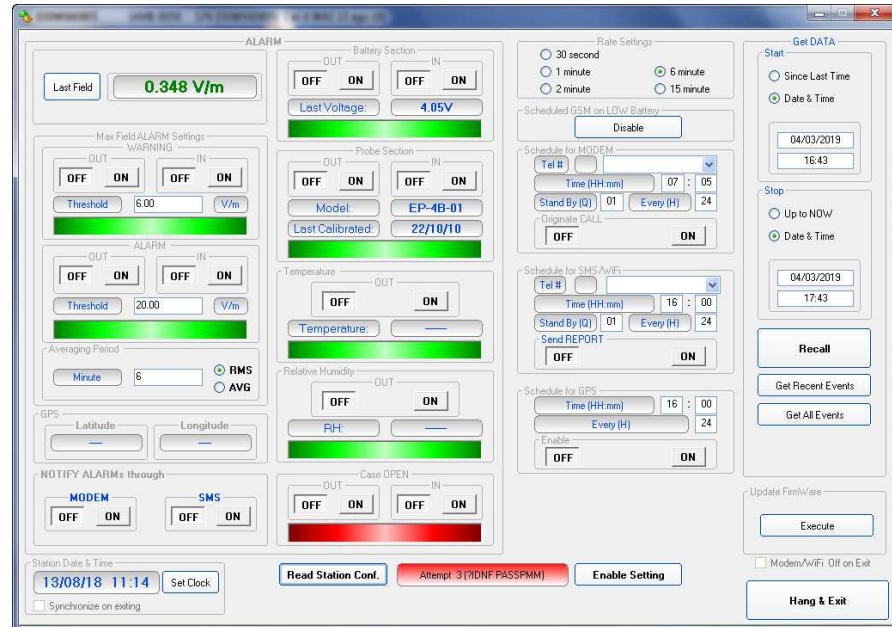 ALARM
Last Field 0.348 V/m
Max Field ALARM Settings
WARNING
OUT IN
OFF ON OFF ON
Threshold 6.00 V/m
ALARM
OUT IN
OFF ON OFF ON
Threshold 20.00 V/m
Averaging Period
Minute 6 RMS
AVG
GPS
Latitude Longitude
— —
NOTIFY ALARMs through
MODEM SMS
OFF ON OFF ON
Station Date & Time
13/08/18 11:14 Set Clock
Synchronize on exiting
Battery Section
OUT IN
OFF ON OFF ON
Last Voltage: 4.05V
Probe Section
OUT IN
OFF ON OFF ON
Model: EP-4B-01
Last Calibrated: 22/10/10
Temperature
OUT
OFF ON
Temperature: —
Relative Humidity
OUT
OFF ON
RH: —
Case OPEN
OUT IN
OFF ON OFF ON
Read Station Conf. Attempt 3 (?IDNF PASSPMM) Enable Setting
Rate Settings
30 second
1 minute 6 minute
2 minute 15 minute
Scheduled GSM on LOW Battery
Disable
Schedule for MODEM
Tel #
Time (HH:mm) 07 : 05
Stand By (Q) 01 Every (H) 24
Originate CALL
OFF ON
Schedule for SMS/WiFi
Tel #
Time (HH:mm) 16 : 00
Stand By (Q) 01 Every (H) 24
Send REPORT
OFF ON
Schedule for GPS
Time (HH:mm) 16 : 00
Every (H) 24
Enable
OFF ON
Get DATA
Start
Since Last Time
Date & Time
04/03/2019
16:43
Stop
Up to NOW
Date & Time
04/03/2019
17:43
Recall
Get Recent Events
Get All Events
Update FirmWare
Execute
Modem/WiFi Off on Exit
Hang & Exit